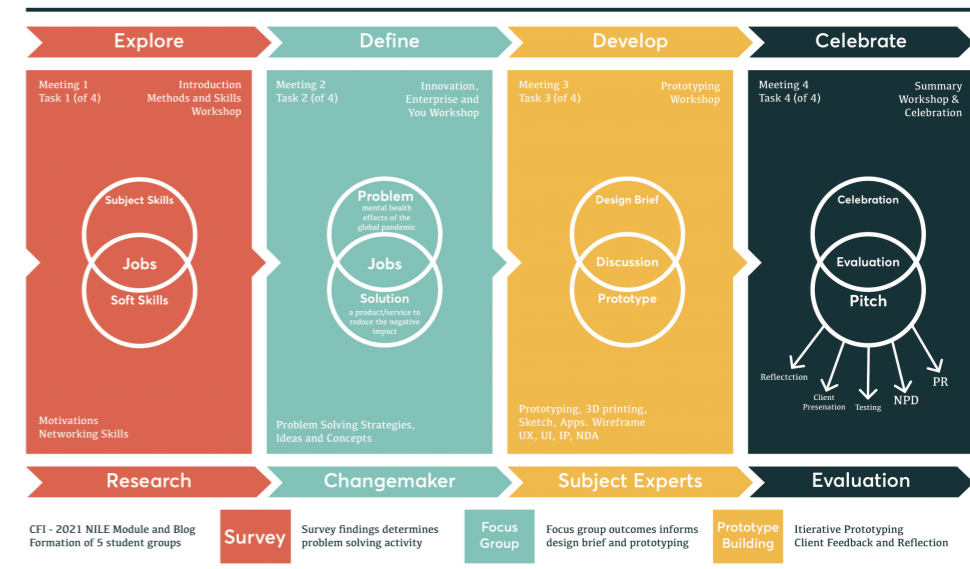 Explore
Define
Develop
Celebrate
Meeting 1
Task 1 (of 4)
Introduction
Methods and Skills
Workshop
Subject Skills
Jobs
Soft Skills
Motivations
Networking Skills
Meeting 2
Task 2 (of 4)
Innovation,
Enterprise and
You Workshop
Problem
mental health
effects of the
global pandemic
Jobs
Solution
a product/service to
reduce the negative
impact
Problem Solving Strategies,
Ideas and Concepts
Meeting 3
Task 3 (of 4)
Prototyping
Workshop
Design Brief
Discussion
Prototype
Prototyping, 3D printing,
Sketch, Apps. Wireframe
UX, UI, IP, NDA
Meeting 4
Task 4 (of 4)
Summary
Workshop &
Celebration
Celebration
Evaluation
Pitch
Reflectction
Client
Presenation
Testing
NPD
PR
Research
Changemaker
Subject Experts
Evaluation
CFI - 2021 NILE Module and Blog
Formation of 5 student groups
Survey
Survey findings determines
problem solving activity
Focus
Group
Focus group outcomes informs
design brief and prototyping
Prototype
Building
Itierative Prototyping
Client Feedback and Reflection